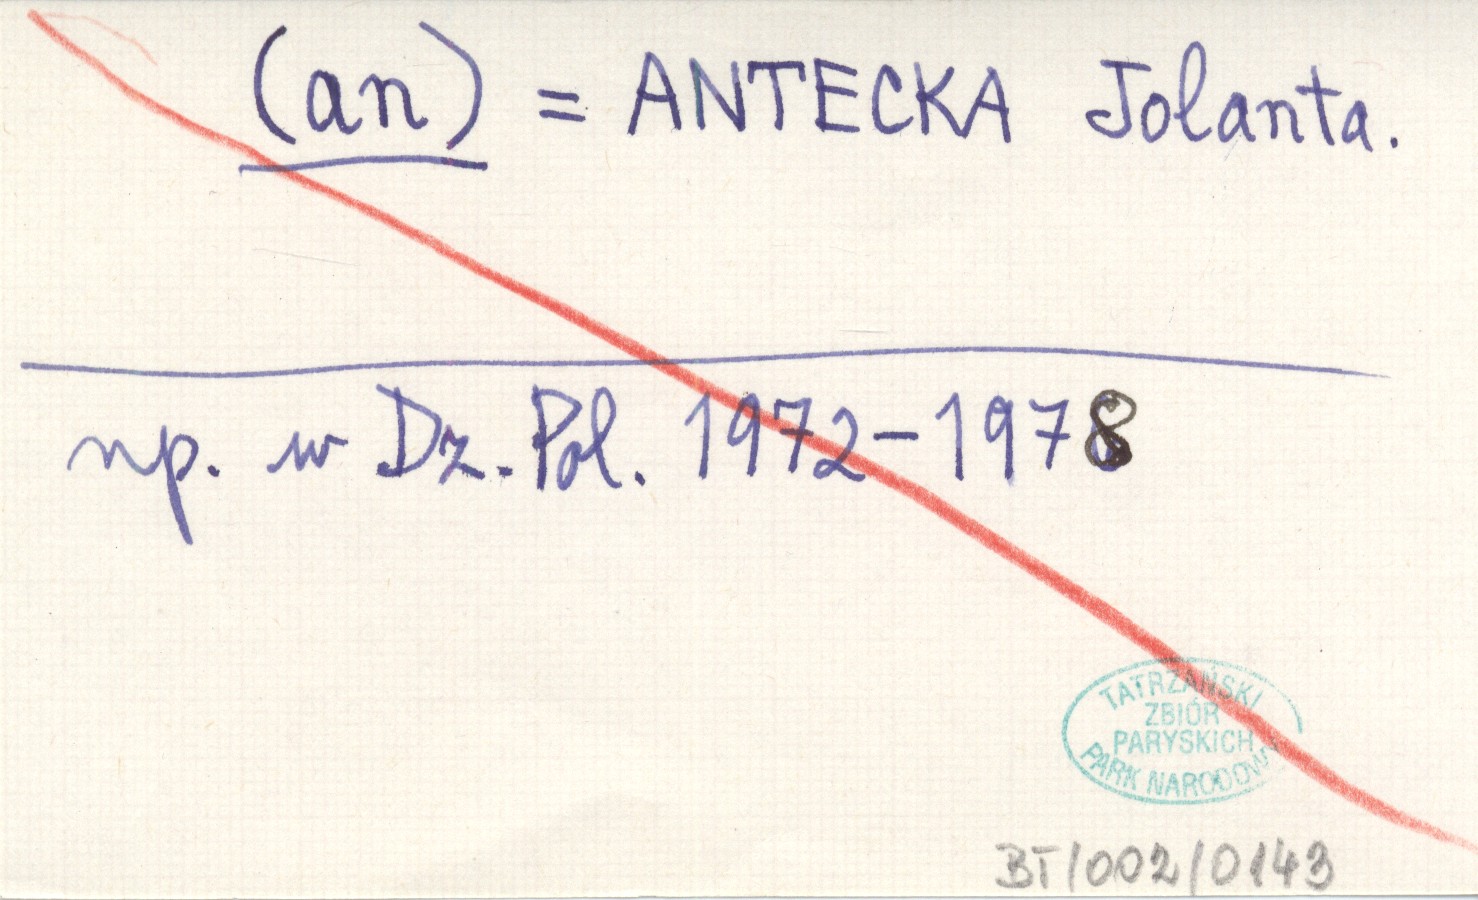 (an) = ANTECKA Jolanta.
np. w Dz. Pol. 1972-1978
TATRZAŃSKI
ZBIÓR
PARYSKICH
PARK NARODOWY
BT/002/0143